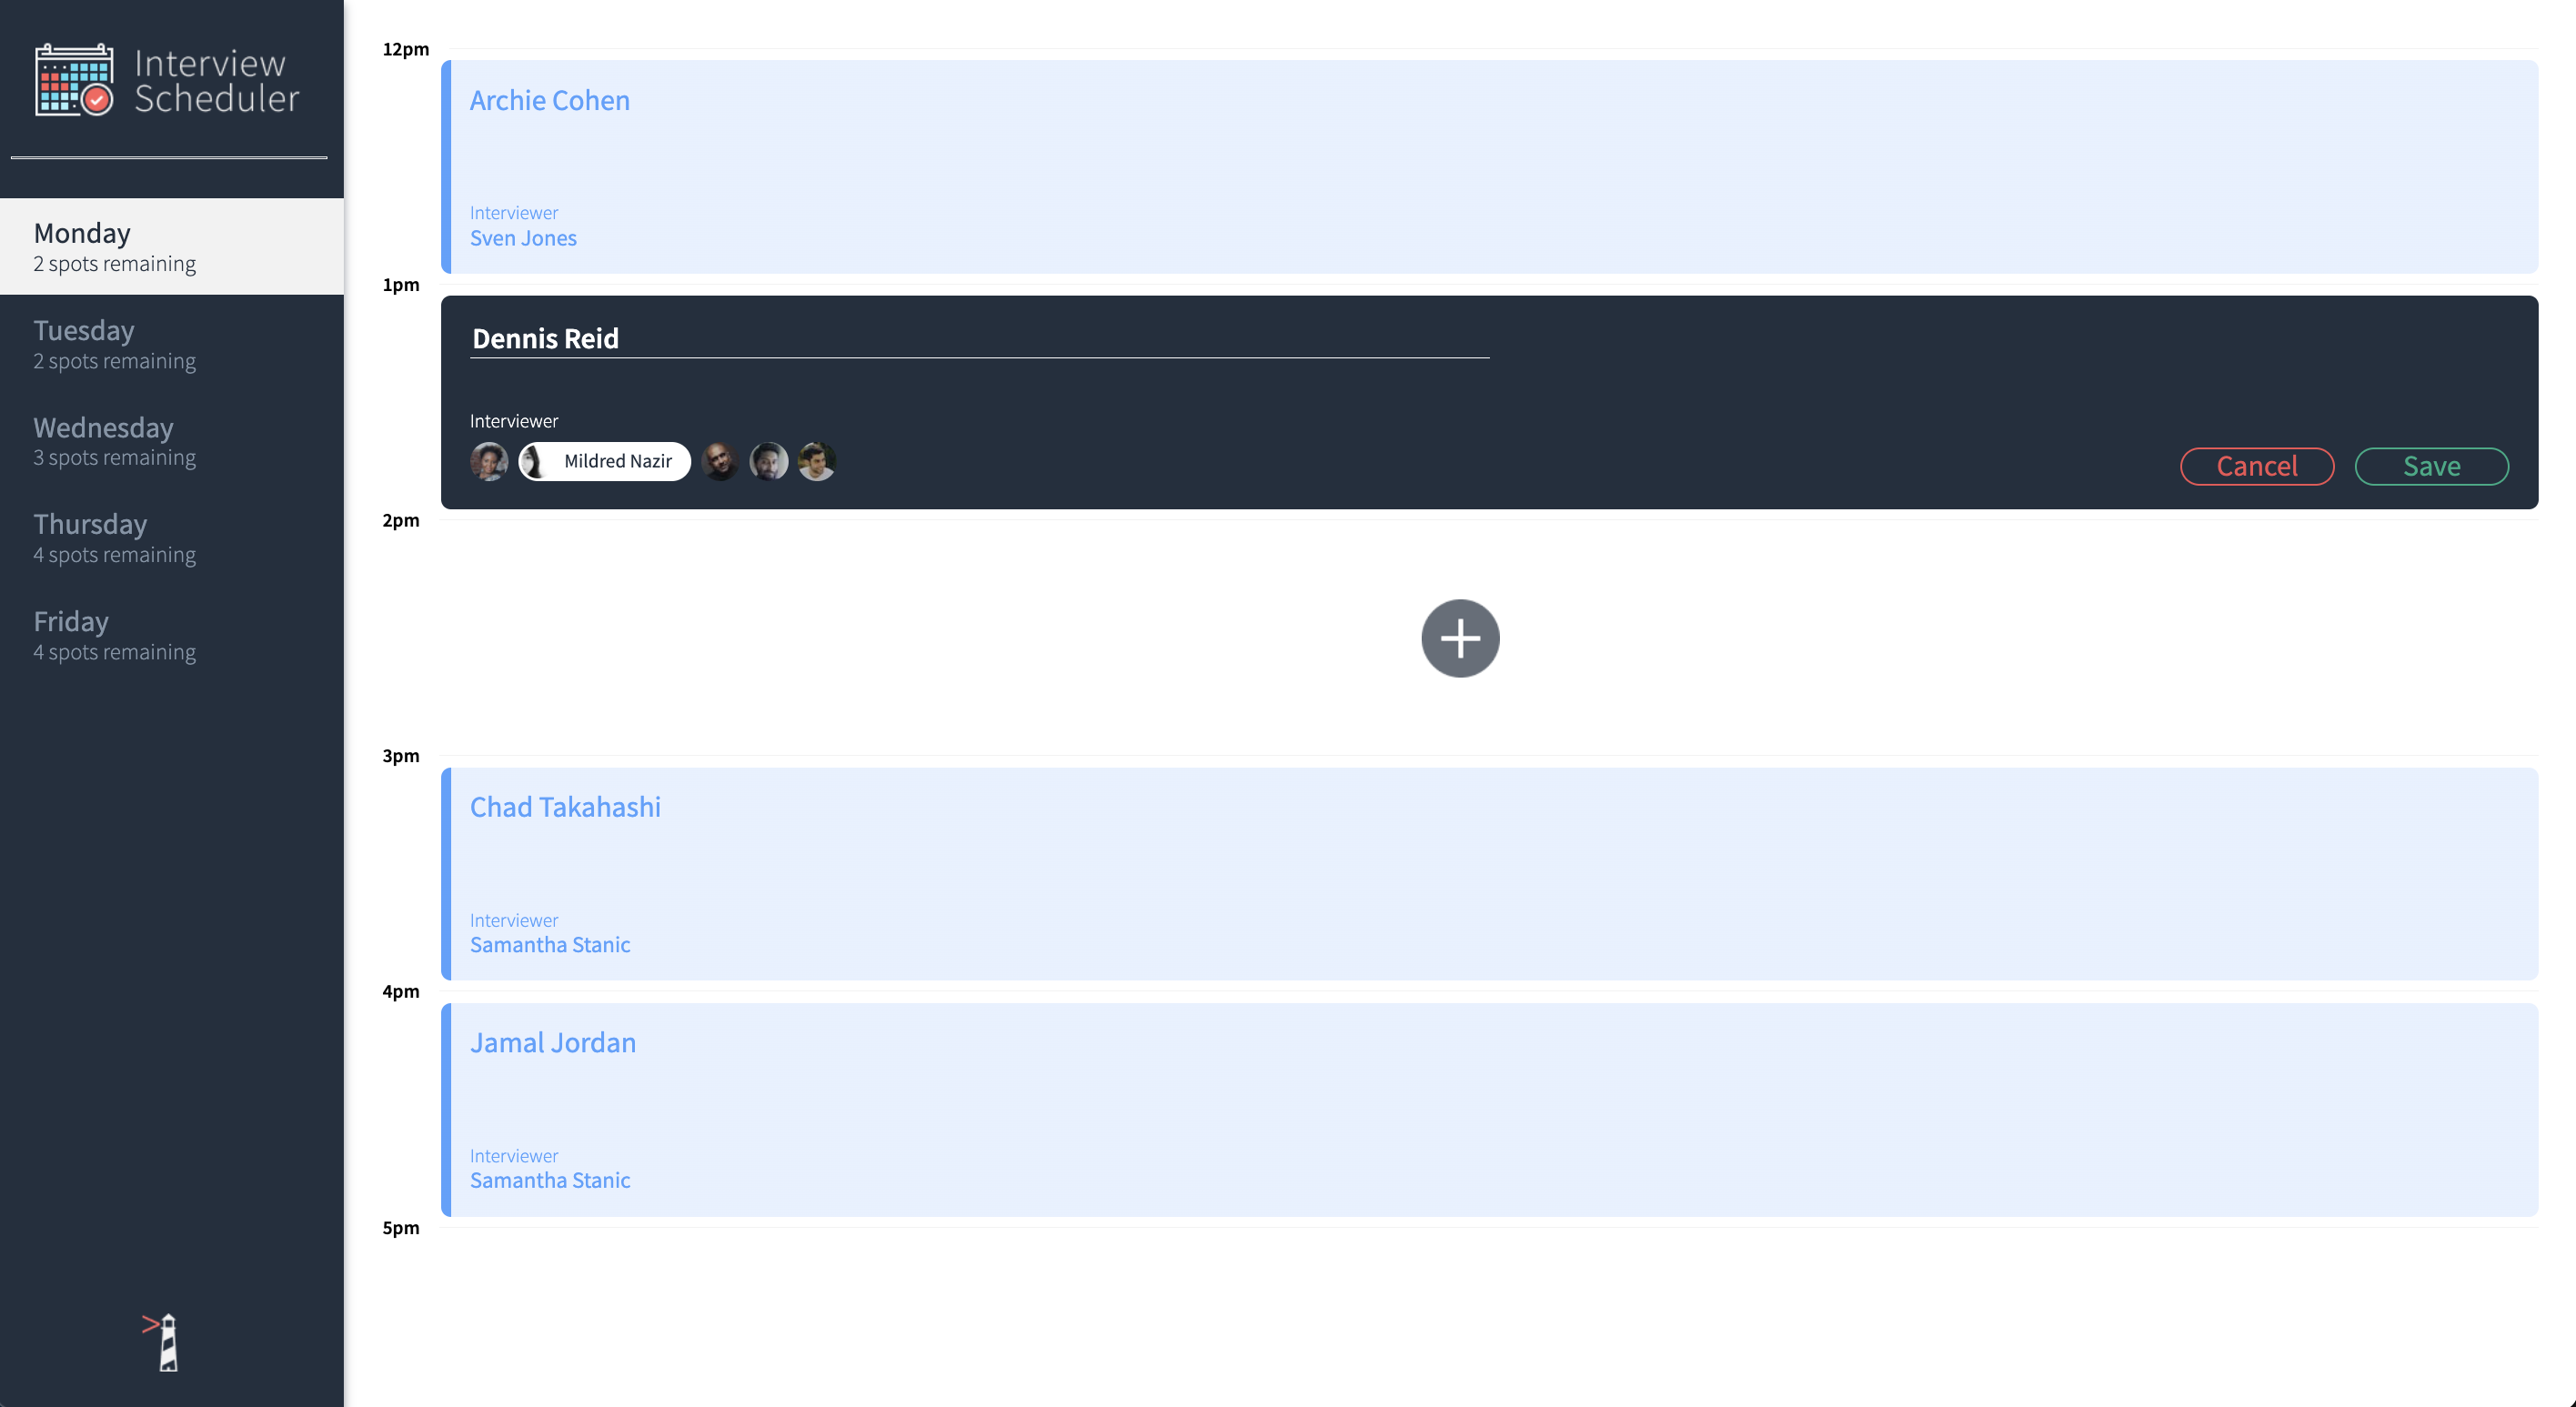 Interview
Scheduler
Monday
2 spots remaining
Tuesday
2 spots remaining
Wednesday
3 spots remaining
Thursday
4 spots remaining
Friday
4 spots remaining
12pm
Archie Cohen
Interviewer
Sven Jones
1pm
Dennis Reid
Interviewer
Mildred Nazir
Cancel
Save
2pm
3pm
Chad Takahashi
Interviewer
Samantha Stanic
4pm
Jamal Jordan
Interviewer
Samantha Stanic
5pm